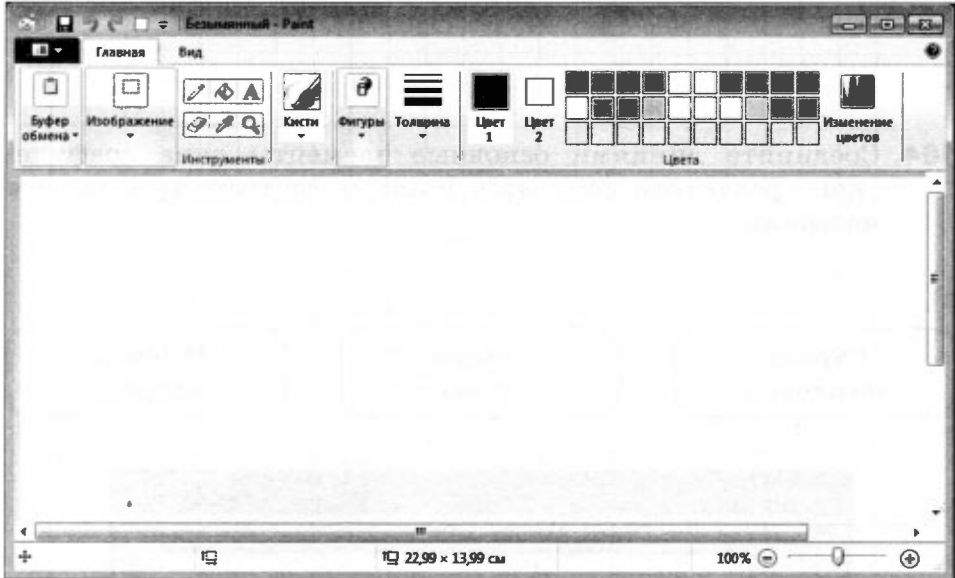 Безымянный - Paint
Главная Вид
Буфер обмена
Изображение
Инструменты
Кисти
Фигуры
Толщина
Цвет 1
Цвет 2
Цвета
Изменение цветов
22,99 × 13,99 см
100%